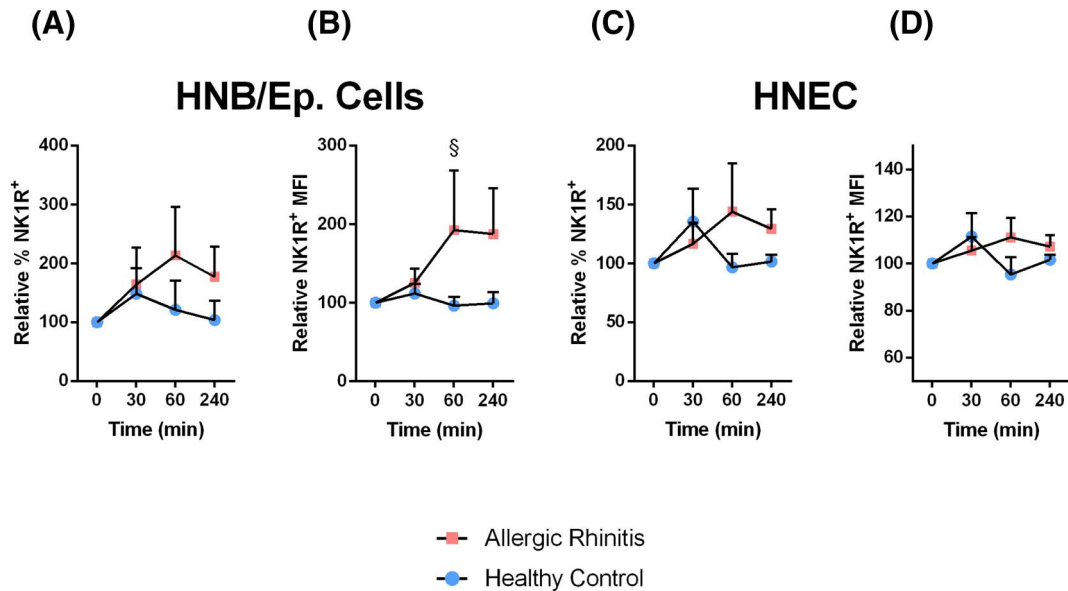 (A)
(B)
(C)
(D)
HNB/Ep. Cells
HNEC
Relative % NK1R⁺
400
300
200
100
0
0 30 60 240
Time (min)
Relative NK1R⁺ MFI
300
200
100
0
§
0 30 60 240
Time (min)
Relative % NK1R⁺
200
150
100
50
0
0 30 60 240
Time (min)
Relative NK1R⁺ MFI
140
120
100
80
60
0 30 60 240
Time (min)
Allergic Rhinitis
Healthy Control